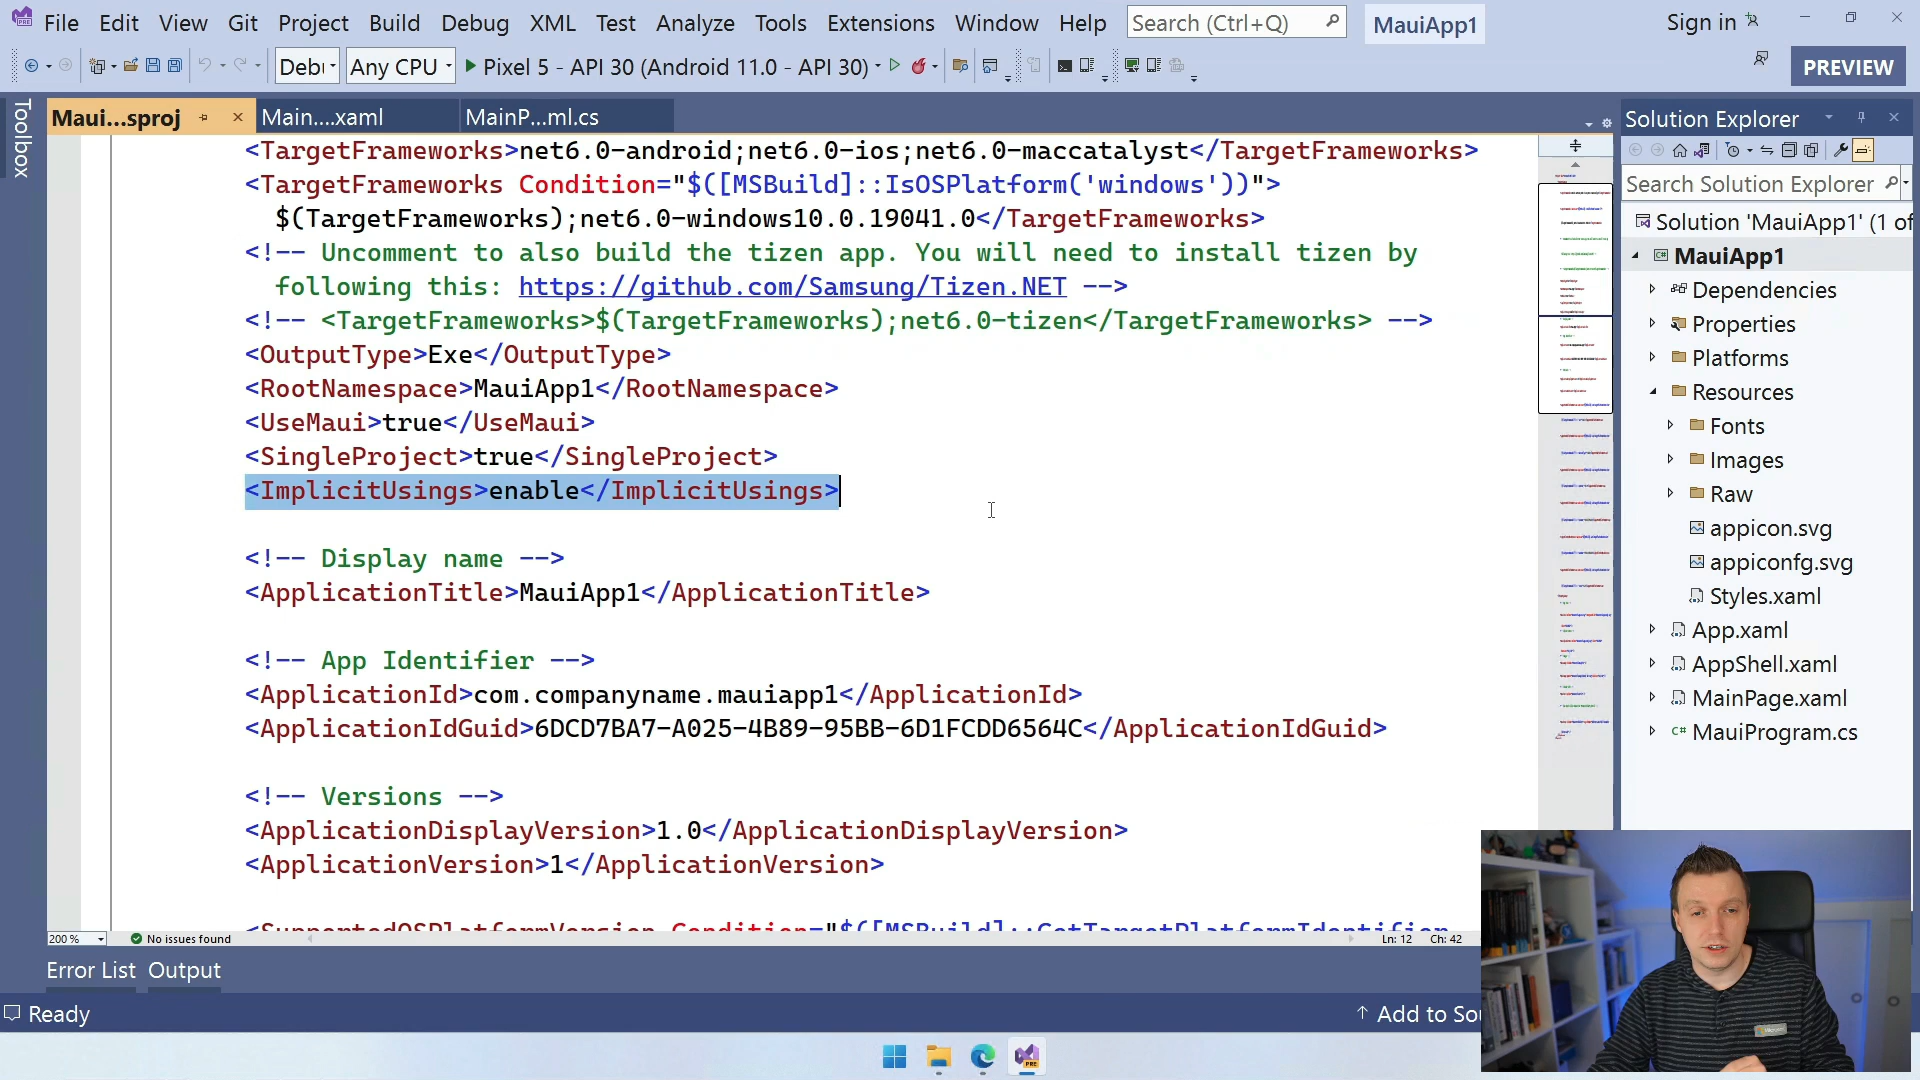 File Edit View Git Project Build Debug XML Test Analyze Tools Extensions Window Help Search (Ctrl+Q) MauiApp1 Sign in
Any CPU Pixel 5 - API 30 (Android 11.0 - API 30) PREVIEW
Toolbox
Maui...sproj Main....xaml MainP...ml.cs
<TargetFrameworks>net6.0-android;net6.0-ios;net6.0-maccatalyst</TargetFrameworks>
<TargetFrameworks Condition="$([MSBuild]::IsOSPlatform('windows'))">
$(TargetFrameworks);net6.0-windows10.0.19041.0</TargetFrameworks>
<!-- Uncomment to also build the tizen app. You will need to install tizen by
following this: https://github.com/Samsung/Tizen.NET -->
<!-- <TargetFrameworks>$(TargetFrameworks);net6.0-tizen</TargetFrameworks> -->
<OutputType>Exe</OutputType>
<RootNamespace>MauiApp1</RootNamespace>
<UseMaui>true</UseMaui>
<SingleProject>true</SingleProject>
<ImplicitUsings>enable</ImplicitUsings>
<!-- Display name -->
<ApplicationTitle>MauiApp1</ApplicationTitle>
<!-- App Identifier -->
<ApplicationId>com.companyname.mauiapp1</ApplicationId>
<ApplicationIdGuid>6DCD7BA7-A025-4B89-95BB-6D1FCDD6564C</ApplicationIdGuid>
<!-- Versions -->
<ApplicationDisplayVersion>1.0</ApplicationDisplayVersion>
<ApplicationVersion>1</ApplicationVersion>
<SupportedOSPlatformVersion Condition="$([MSBuild]::GetTargetPlatformIdentifier
200 % No issues found Ln: 12 Ch: 42
Error List Output
Ready Add to Sou
Solution Explorer
Search Solution Explorer
Solution 'MauiApp1' (1 of
MauiApp1
Dependencies
Properties
Platforms
Resources
Fonts
Images
Raw
appicon.svg
appiconfg.svg
Styles.xaml
App.xaml
AppShell.xaml
MainPage.xaml
MauiProgram.cs